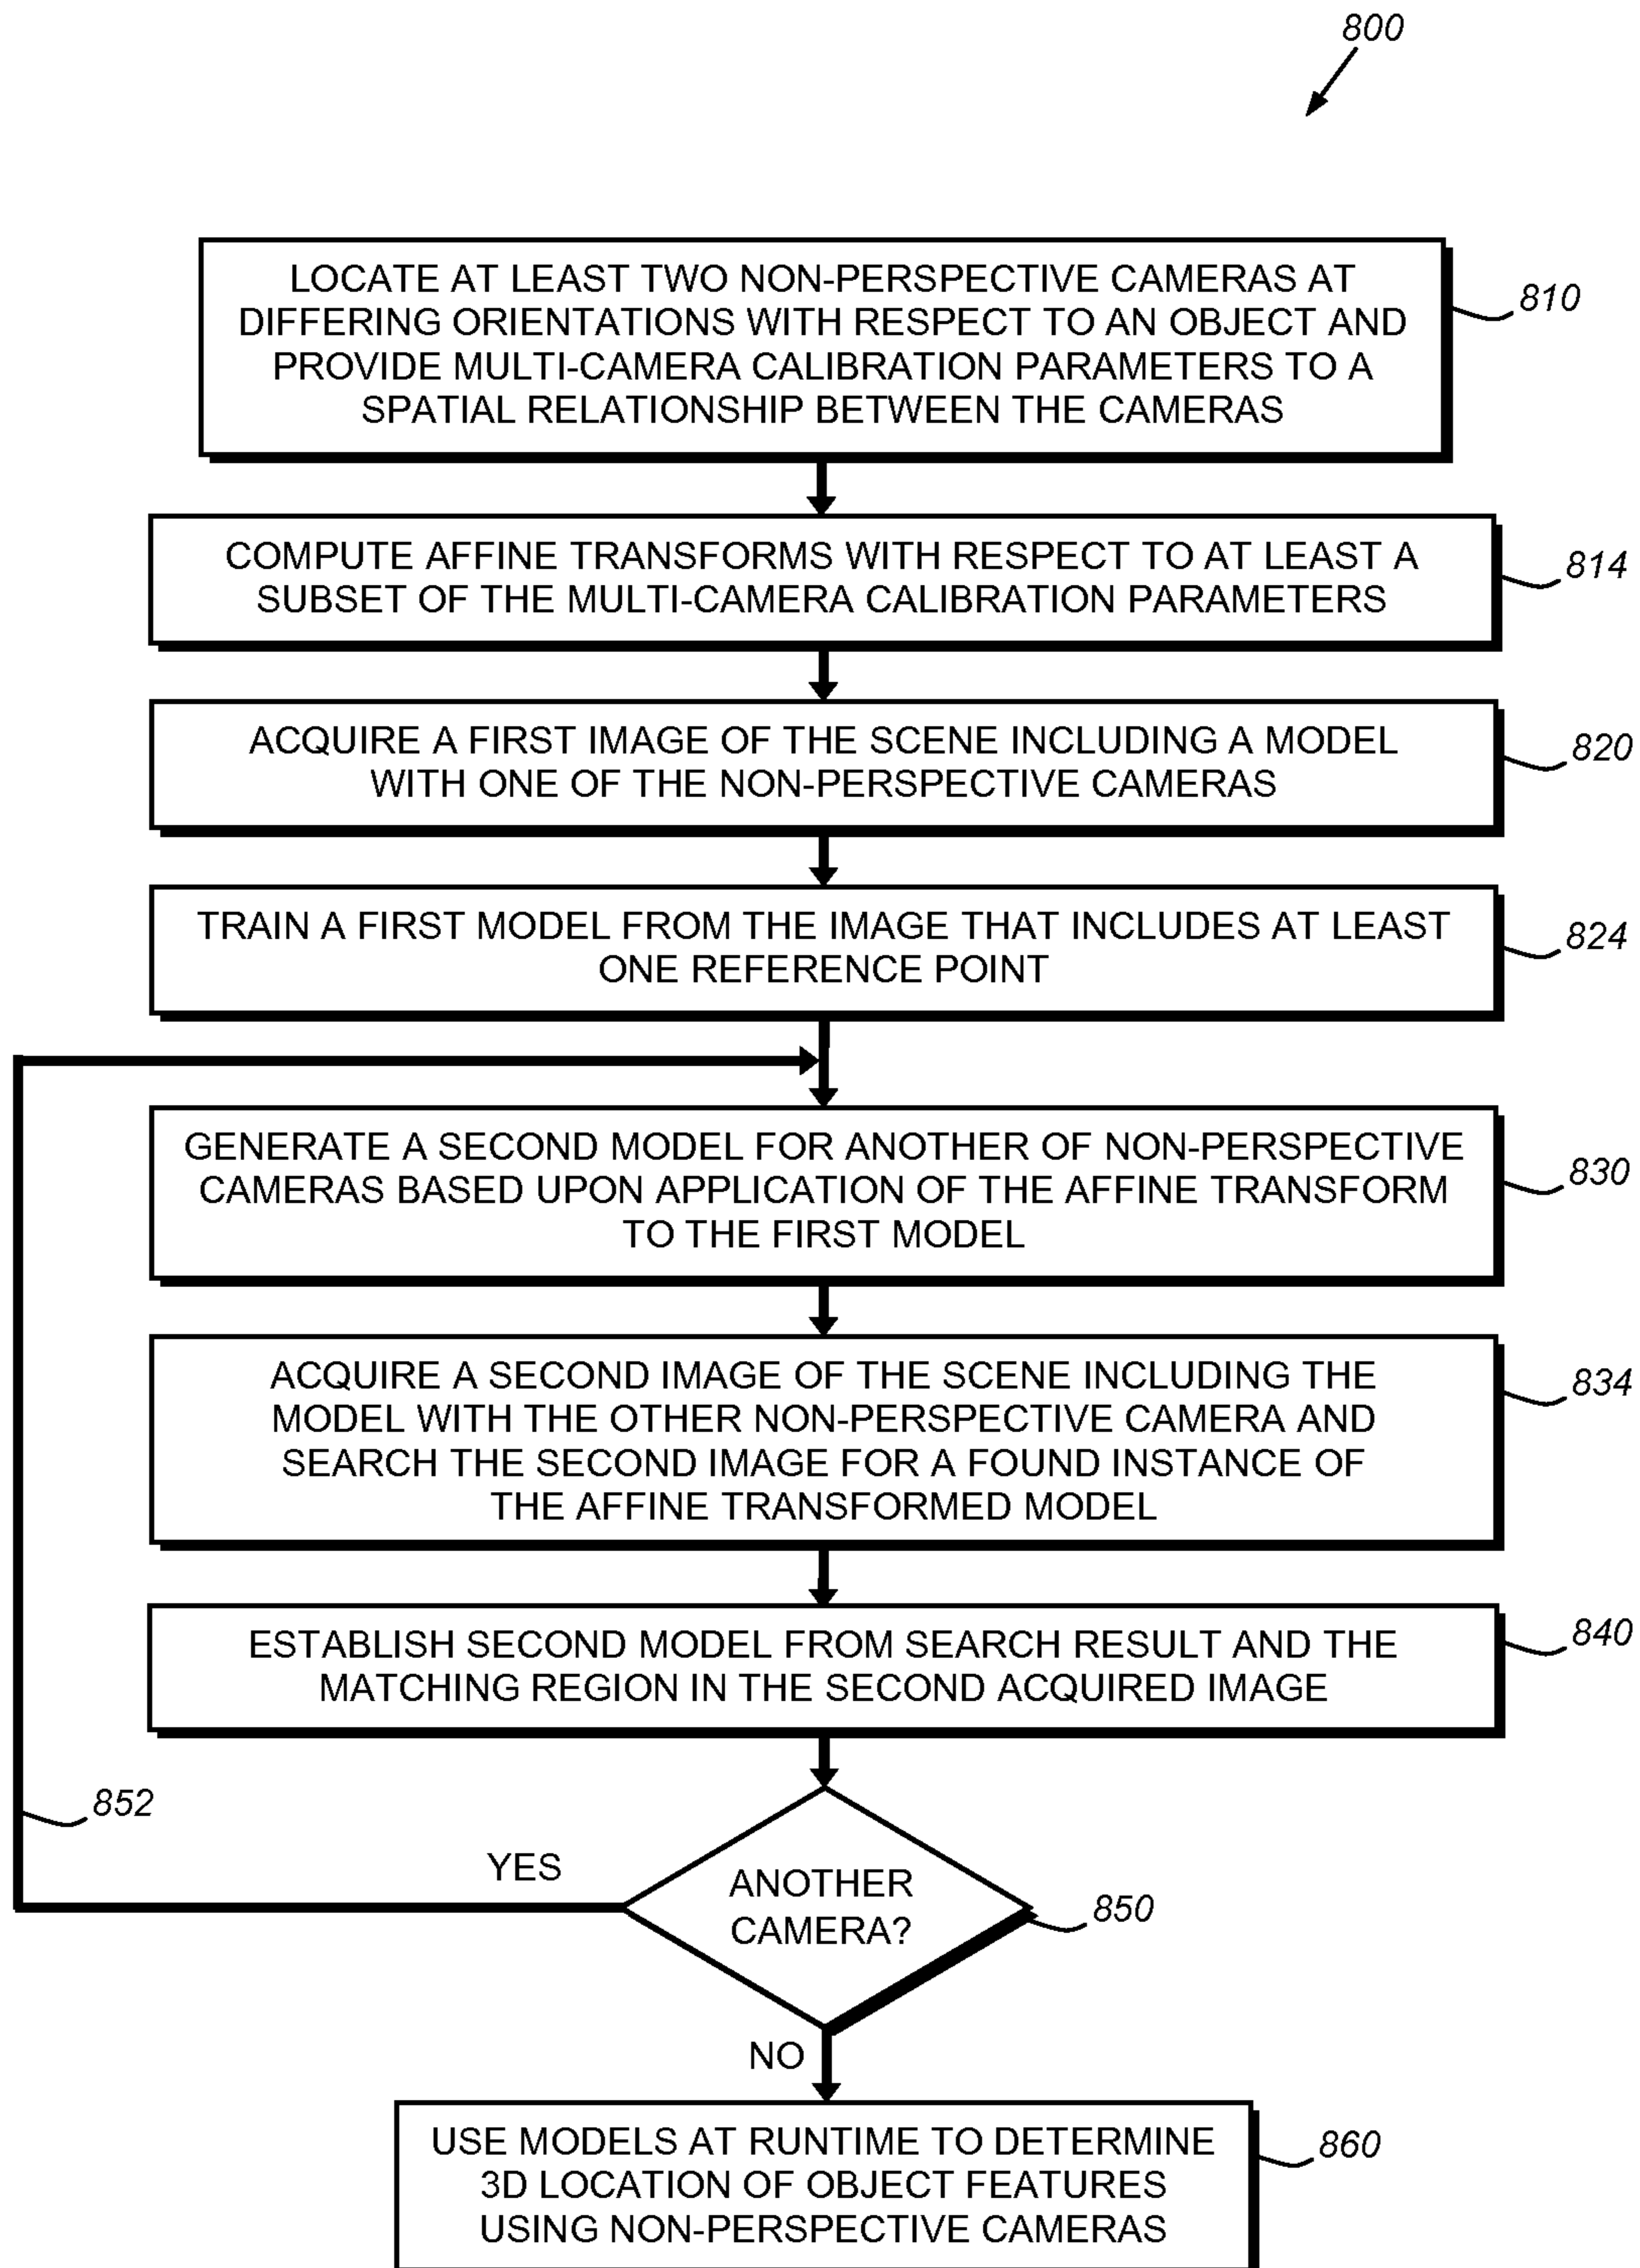 800
LOCATE AT LEAST TWO NON-PERSPECTIVE CAMERAS AT
DIFFERING ORIENTATIONS WITH RESPECT TO AN OBJECT AND
PROVIDE MULTI-CAMERA CALIBRATION PARAMETERS TO A
SPATIAL RELATIONSHIP BETWEEN THE CAMERAS
810
COMPUTE AFFINE TRANSFORMS WITH RESPECT TO AT LEAST A
SUBSET OF THE MULTI-CAMERA CALIBRATION PARAMETERS
814
ACQUIRE A FIRST IMAGE OF THE SCENE INCLUDING A MODEL
WITH ONE OF THE NON-PERSPECTIVE CAMERAS
820
TRAIN A FIRST MODEL FROM THE IMAGE THAT INCLUDES AT LEAST
ONE REFERENCE POINT
824
GENERATE A SECOND MODEL FOR ANOTHER OF NON-PERSPECTIVE
CAMERAS BASED UPON APPLICATION OF THE AFFINE TRANSFORM
TO THE FIRST MODEL
830
ACQUIRE A SECOND IMAGE OF THE SCENE INCLUDING THE
MODEL WITH THE OTHER NON-PERSPECTIVE CAMERA AND
SEARCH THE SECOND IMAGE FOR A FOUND INSTANCE OF
THE AFFINE TRANSFORMED MODEL
834
ESTABLISH SECOND MODEL FROM SEARCH RESULT AND THE
MATCHING REGION IN THE SECOND ACQUIRED IMAGE
840
852
YES
ANOTHER
CAMERA?
850
NO
USE MODELS AT RUNTIME TO DETERMINE
3D LOCATION OF OBJECT FEATURES
USING NON-PERSPECTIVE CAMERAS
860